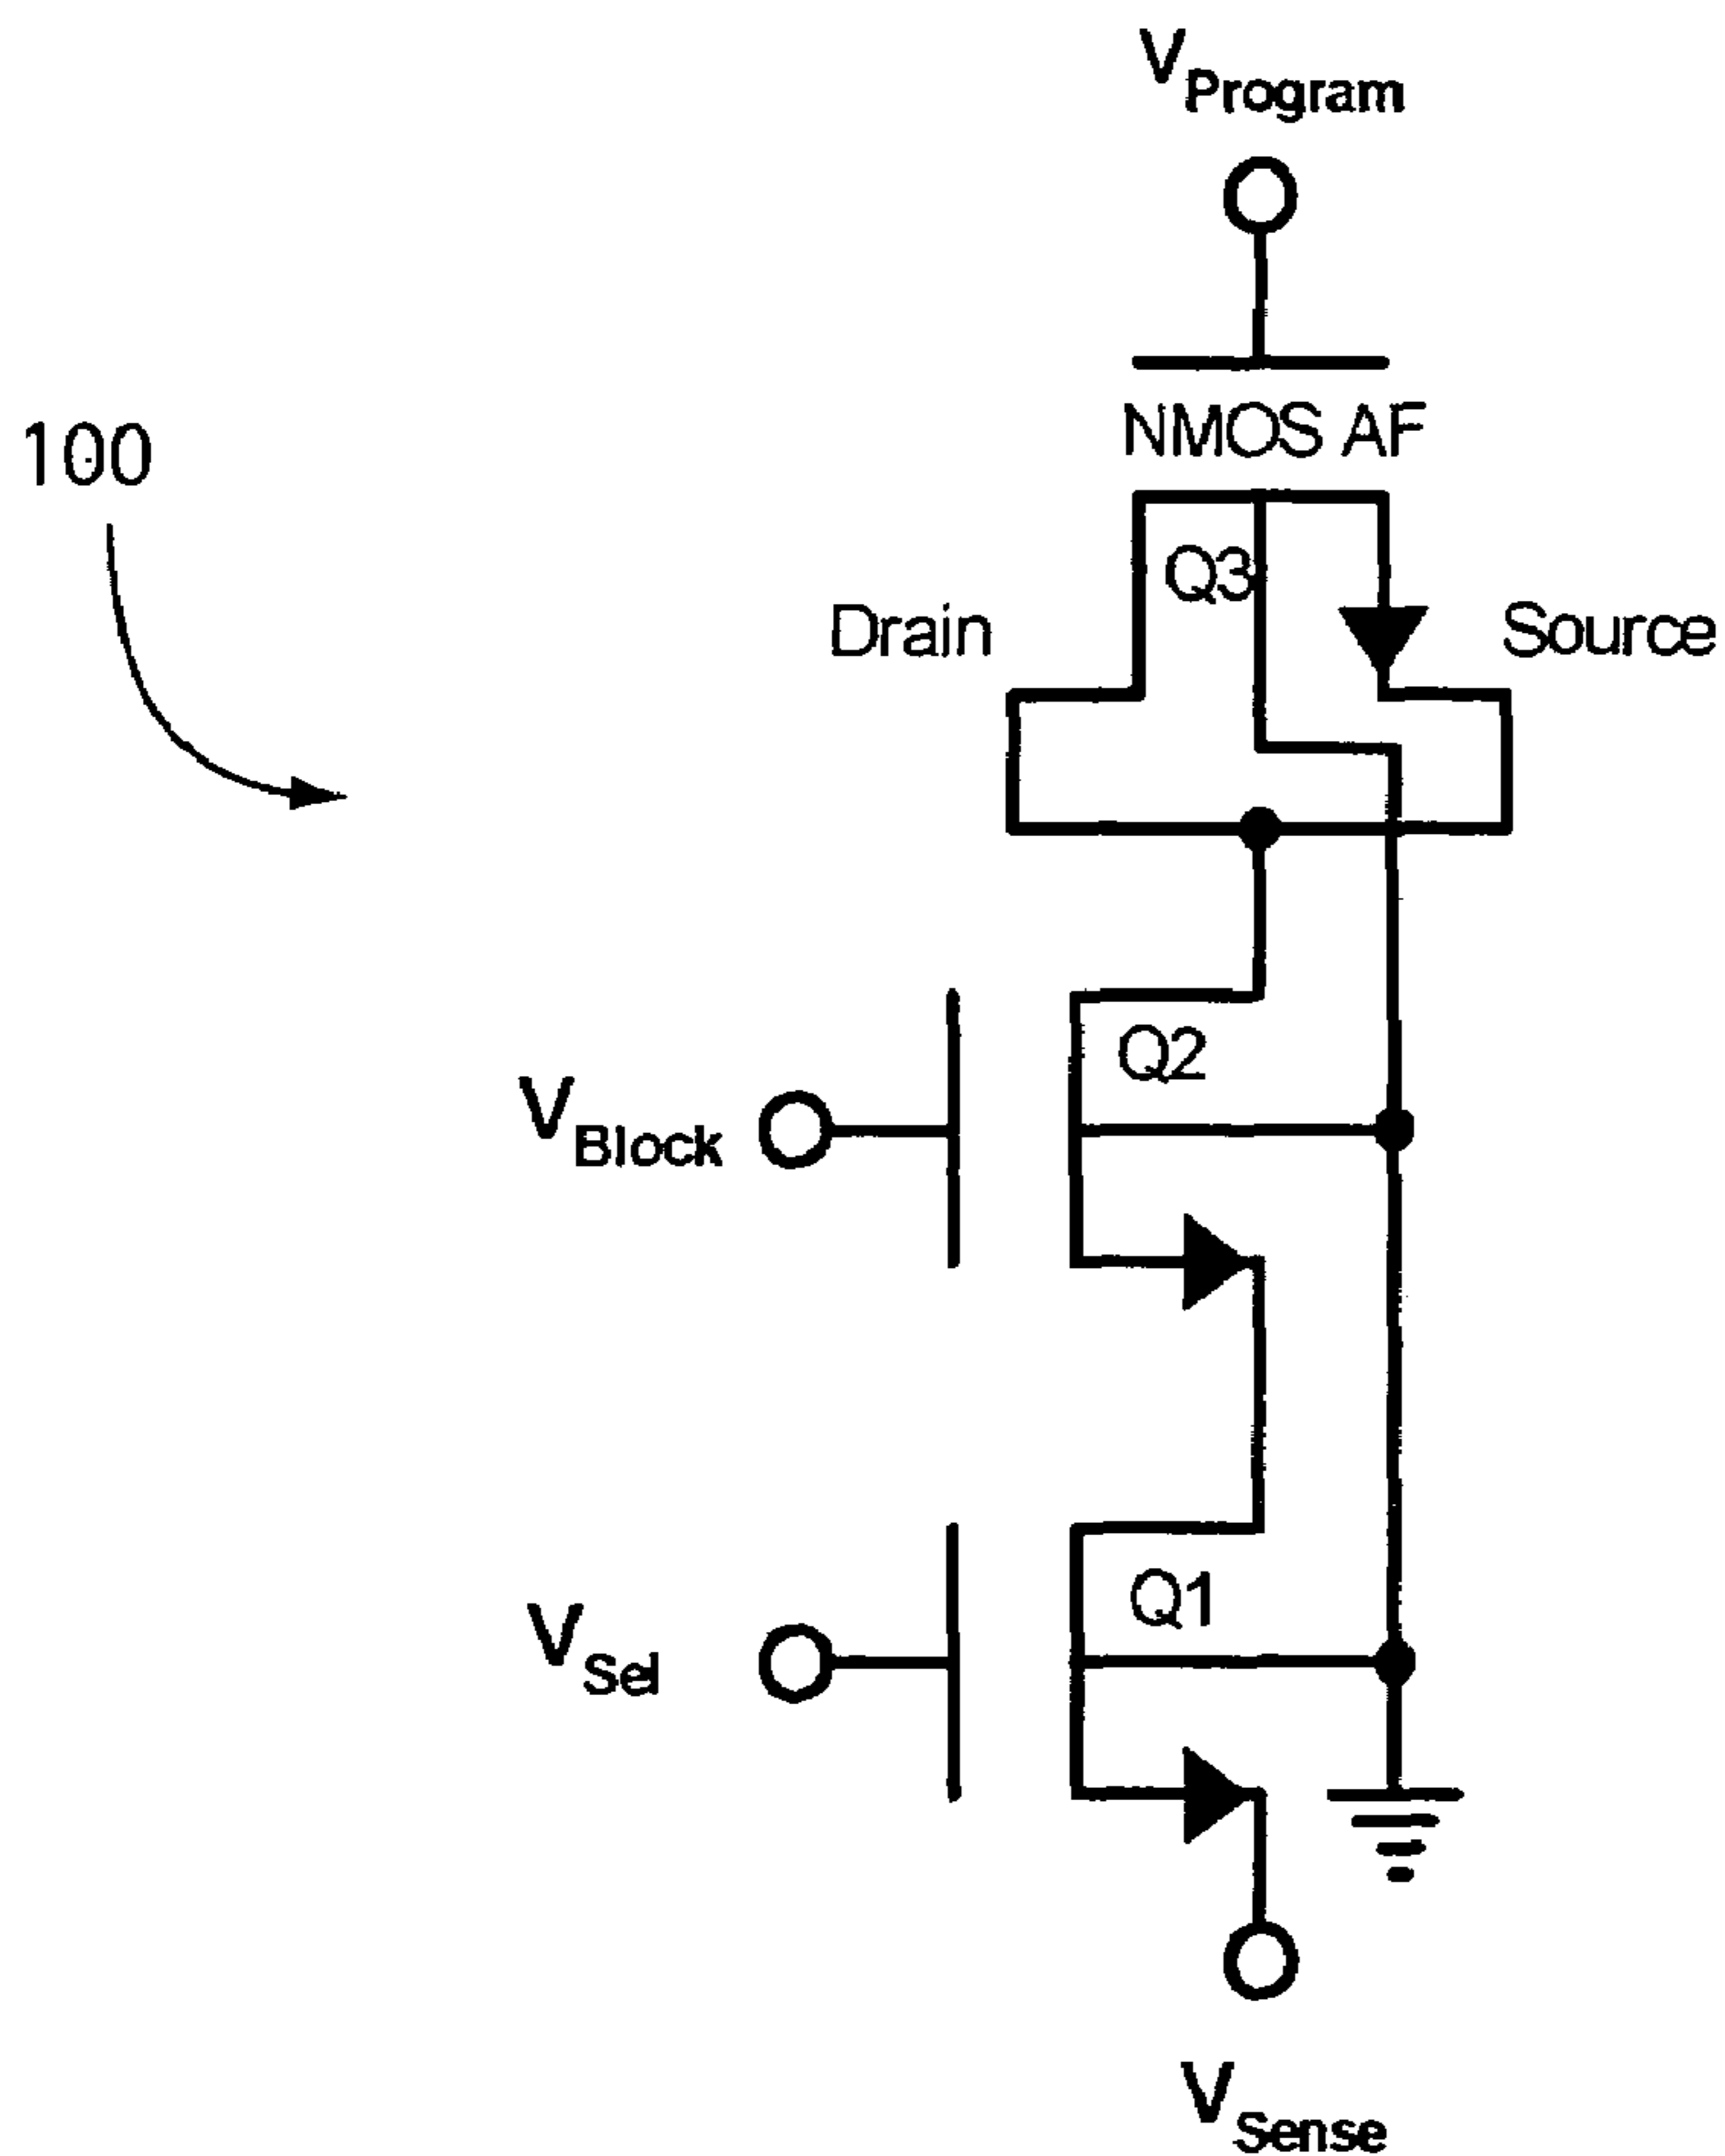 V_Program
100
NMOS AF
Q3
Drain
Source
Q2
V_Block
Q1
V_Sel
V_Sense